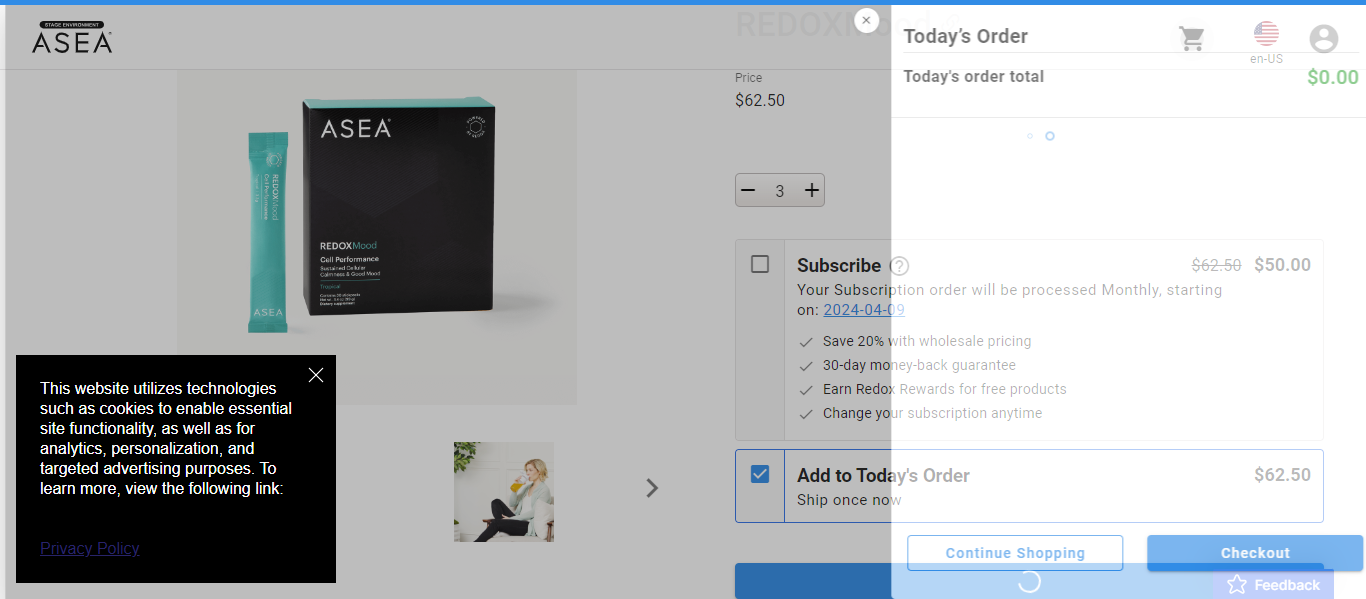 STAGE ENVIRONMENT
ASEA
REDOXMood
Today's Order
en-US
Today's order total
$0.00
Price
$62.50
3
ASEA
REDOXMood
Cell Performance
Sustained Cellular
Calmness & Good Mood
Tropical
REDOXMood
Cell Performance
ASEA
Subscribe
$62.50 $50.00
Your Subscription order will be processed Monthly, starting
on: 2024-04-09
Save 20% with wholesale pricing
30-day money-back guarantee
Earn Redox Rewards for free products
Change your subscription anytime
Add to Today's Order
$62.50
Ship once now
Continue Shopping
Checkout
Feedback
This website utilizes technologies
such as cookies to enable essential
site functionality, as well as for
analytics, personalization, and
targeted advertising purposes. To
learn more, view the following link:
Privacy Policy